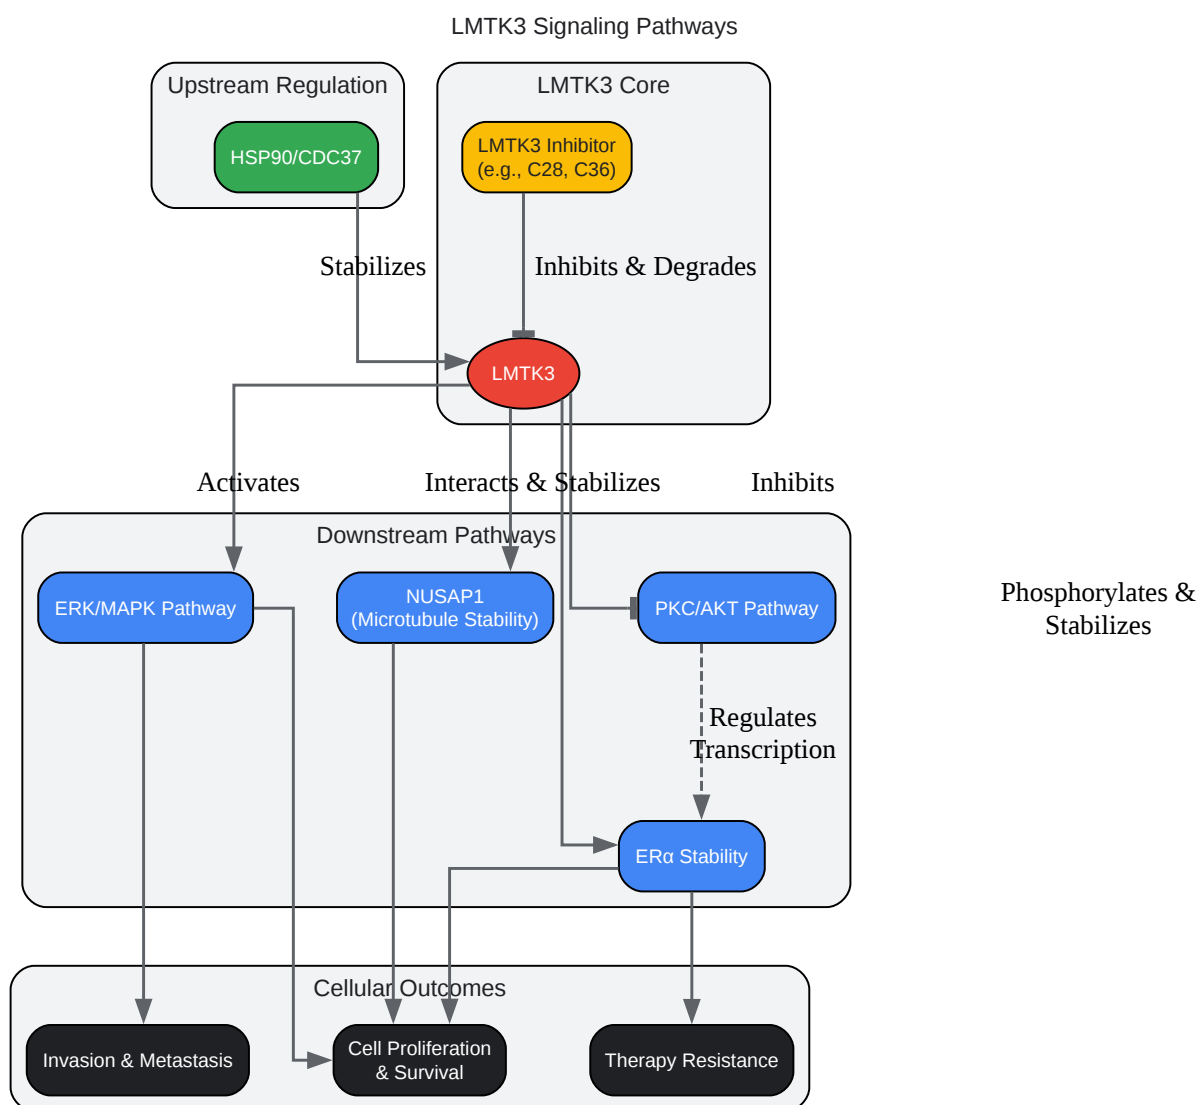 LMTK3 Signaling Pathways
Upstream Regulation
LMTK3 Core
HSP90/CDC37
LMTK3 Inhibitor
(e.g., C28, C36)
Stabilizes
Inhibits & Degrades
LMTK3
Activates
Interacts & Stabilizes
Inhibits
Downstream Pathways
ERK/MAPK Pathway
NUSAP1
(Microtubule Stability)
PKC/AKT Pathway
Phosphorylates &
Stabilizes
Regulates
Transcription
ERα Stability
Cellular Outcomes
Invasion & Metastasis
Cell Proliferation
& Survival
Therapy Resistance